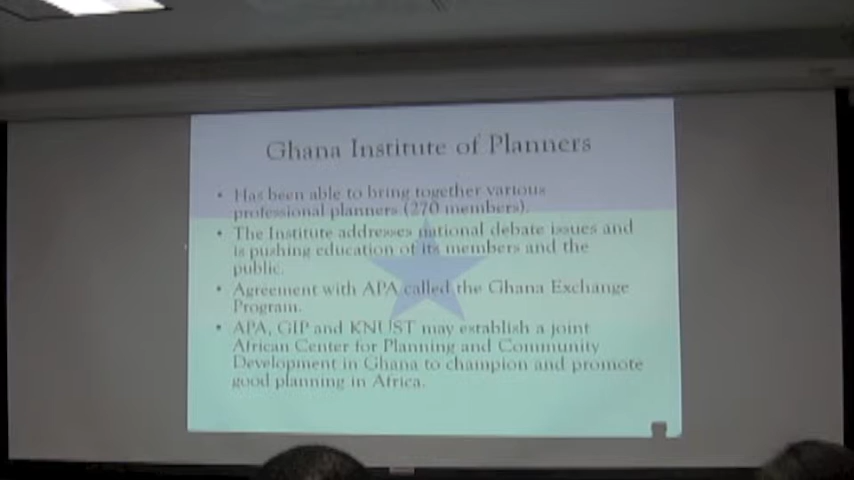 Ghana Institute of Planners
• Has been able to bring together various
professional planners (270 members).
• The Institute addresses national debate issues and
is pushing education of its members and the
public.
• Agreement with APA called the Ghana Exchange
Program.
• APA, GIP and KNUST may establish a joint
African Center for Planning and Community
Development in Ghana to champion and promote
good planning in Africa.